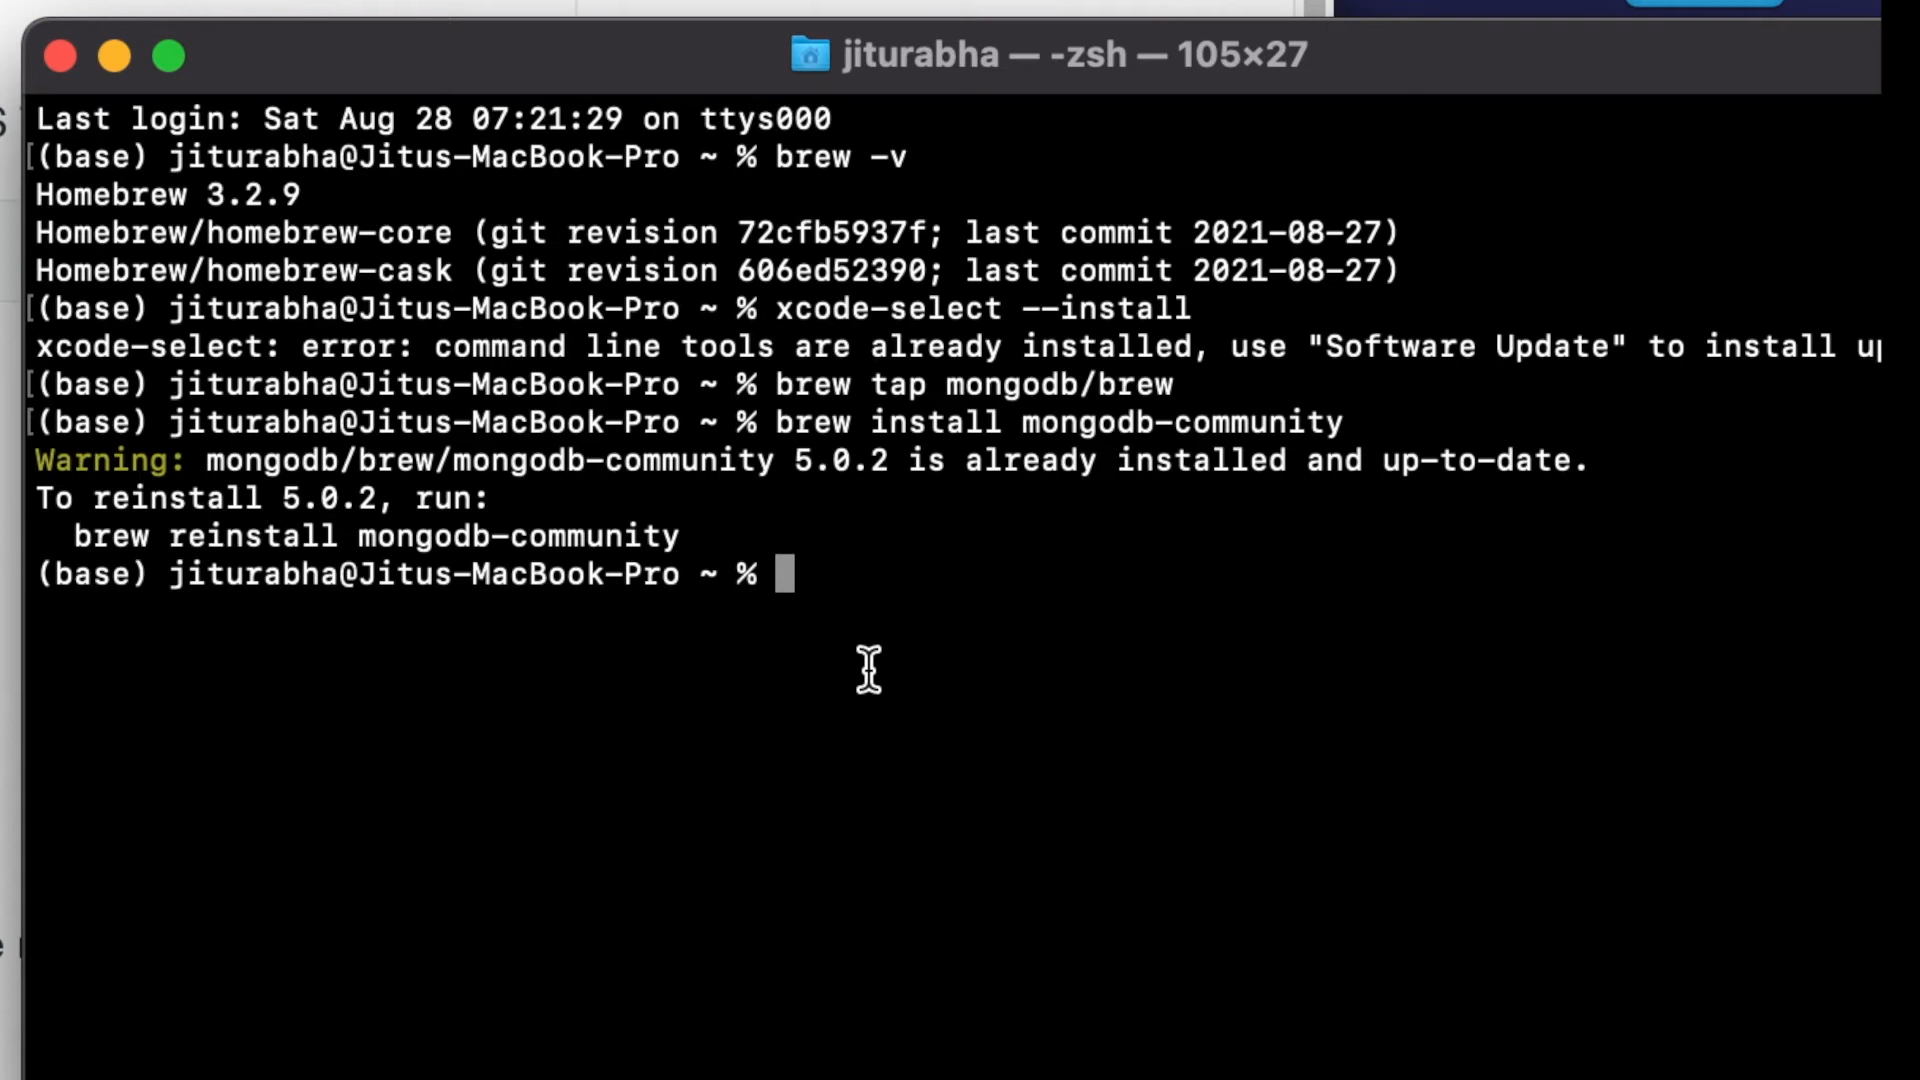 jiturabha — -zsh — 105×27
Last login: Sat Aug 28 07:21:29 on ttys000
[(base) jiturabha@Jitus-MacBook-Pro ~ % brew -v
Homebrew 3.2.9
Homebrew/homebrew-core (git revision 72cfb5937f; last commit 2021-08-27)
Homebrew/homebrew-cask (git revision 606ed52390; last commit 2021-08-27)
[(base) jiturabha@Jitus-MacBook-Pro ~ % xcode-select --install
xcode-select: error: command line tools are already installed, use "Software Update" to install
[(base) jiturabha@Jitus-MacBook-Pro ~ % brew tap mongodb/brew
[(base) jiturabha@Jitus-MacBook-Pro ~ % brew install mongodb-community
Warning: mongodb/brew/mongodb-community 5.0.2 is already installed and up-to-date.
To reinstall 5.0.2, run:
brew reinstall mongodb-community
(base) jiturabha@Jitus-MacBook-Pro ~ %